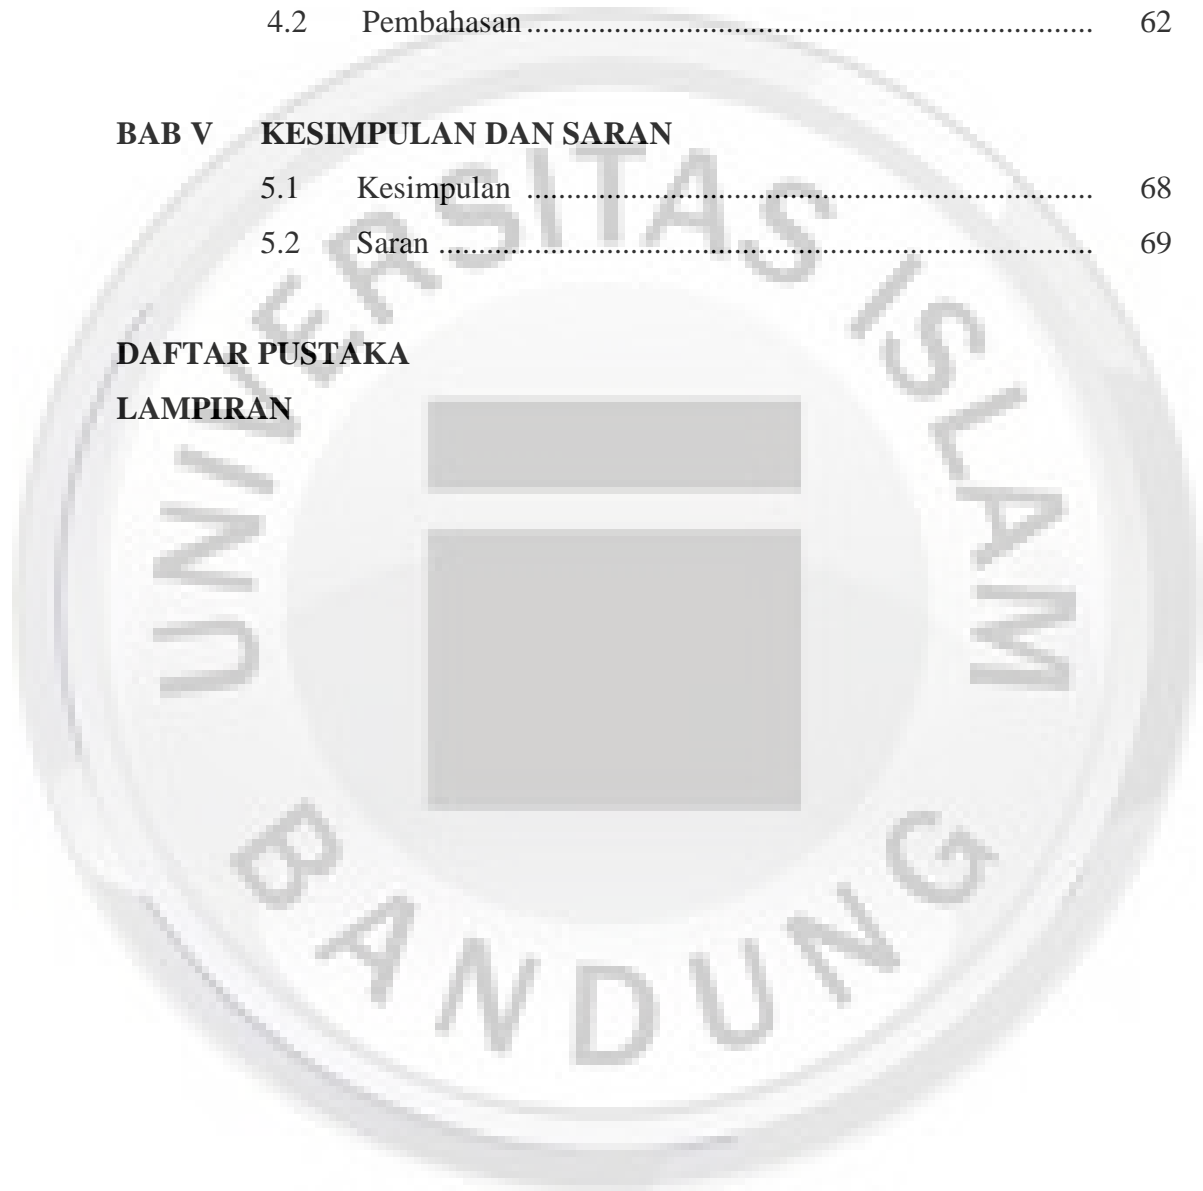 4.2 Pembahasan ....................................................................... 62
BAB V KESIMPULAN DAN SARAN
5.1 Kesimpulan ....................................................................... 68
5.2 Saran .................................................................................. 69
DAFTAR PUSTAKA
LAMPIRAN
UNIVERSITAS ISLAM
BANDUNG